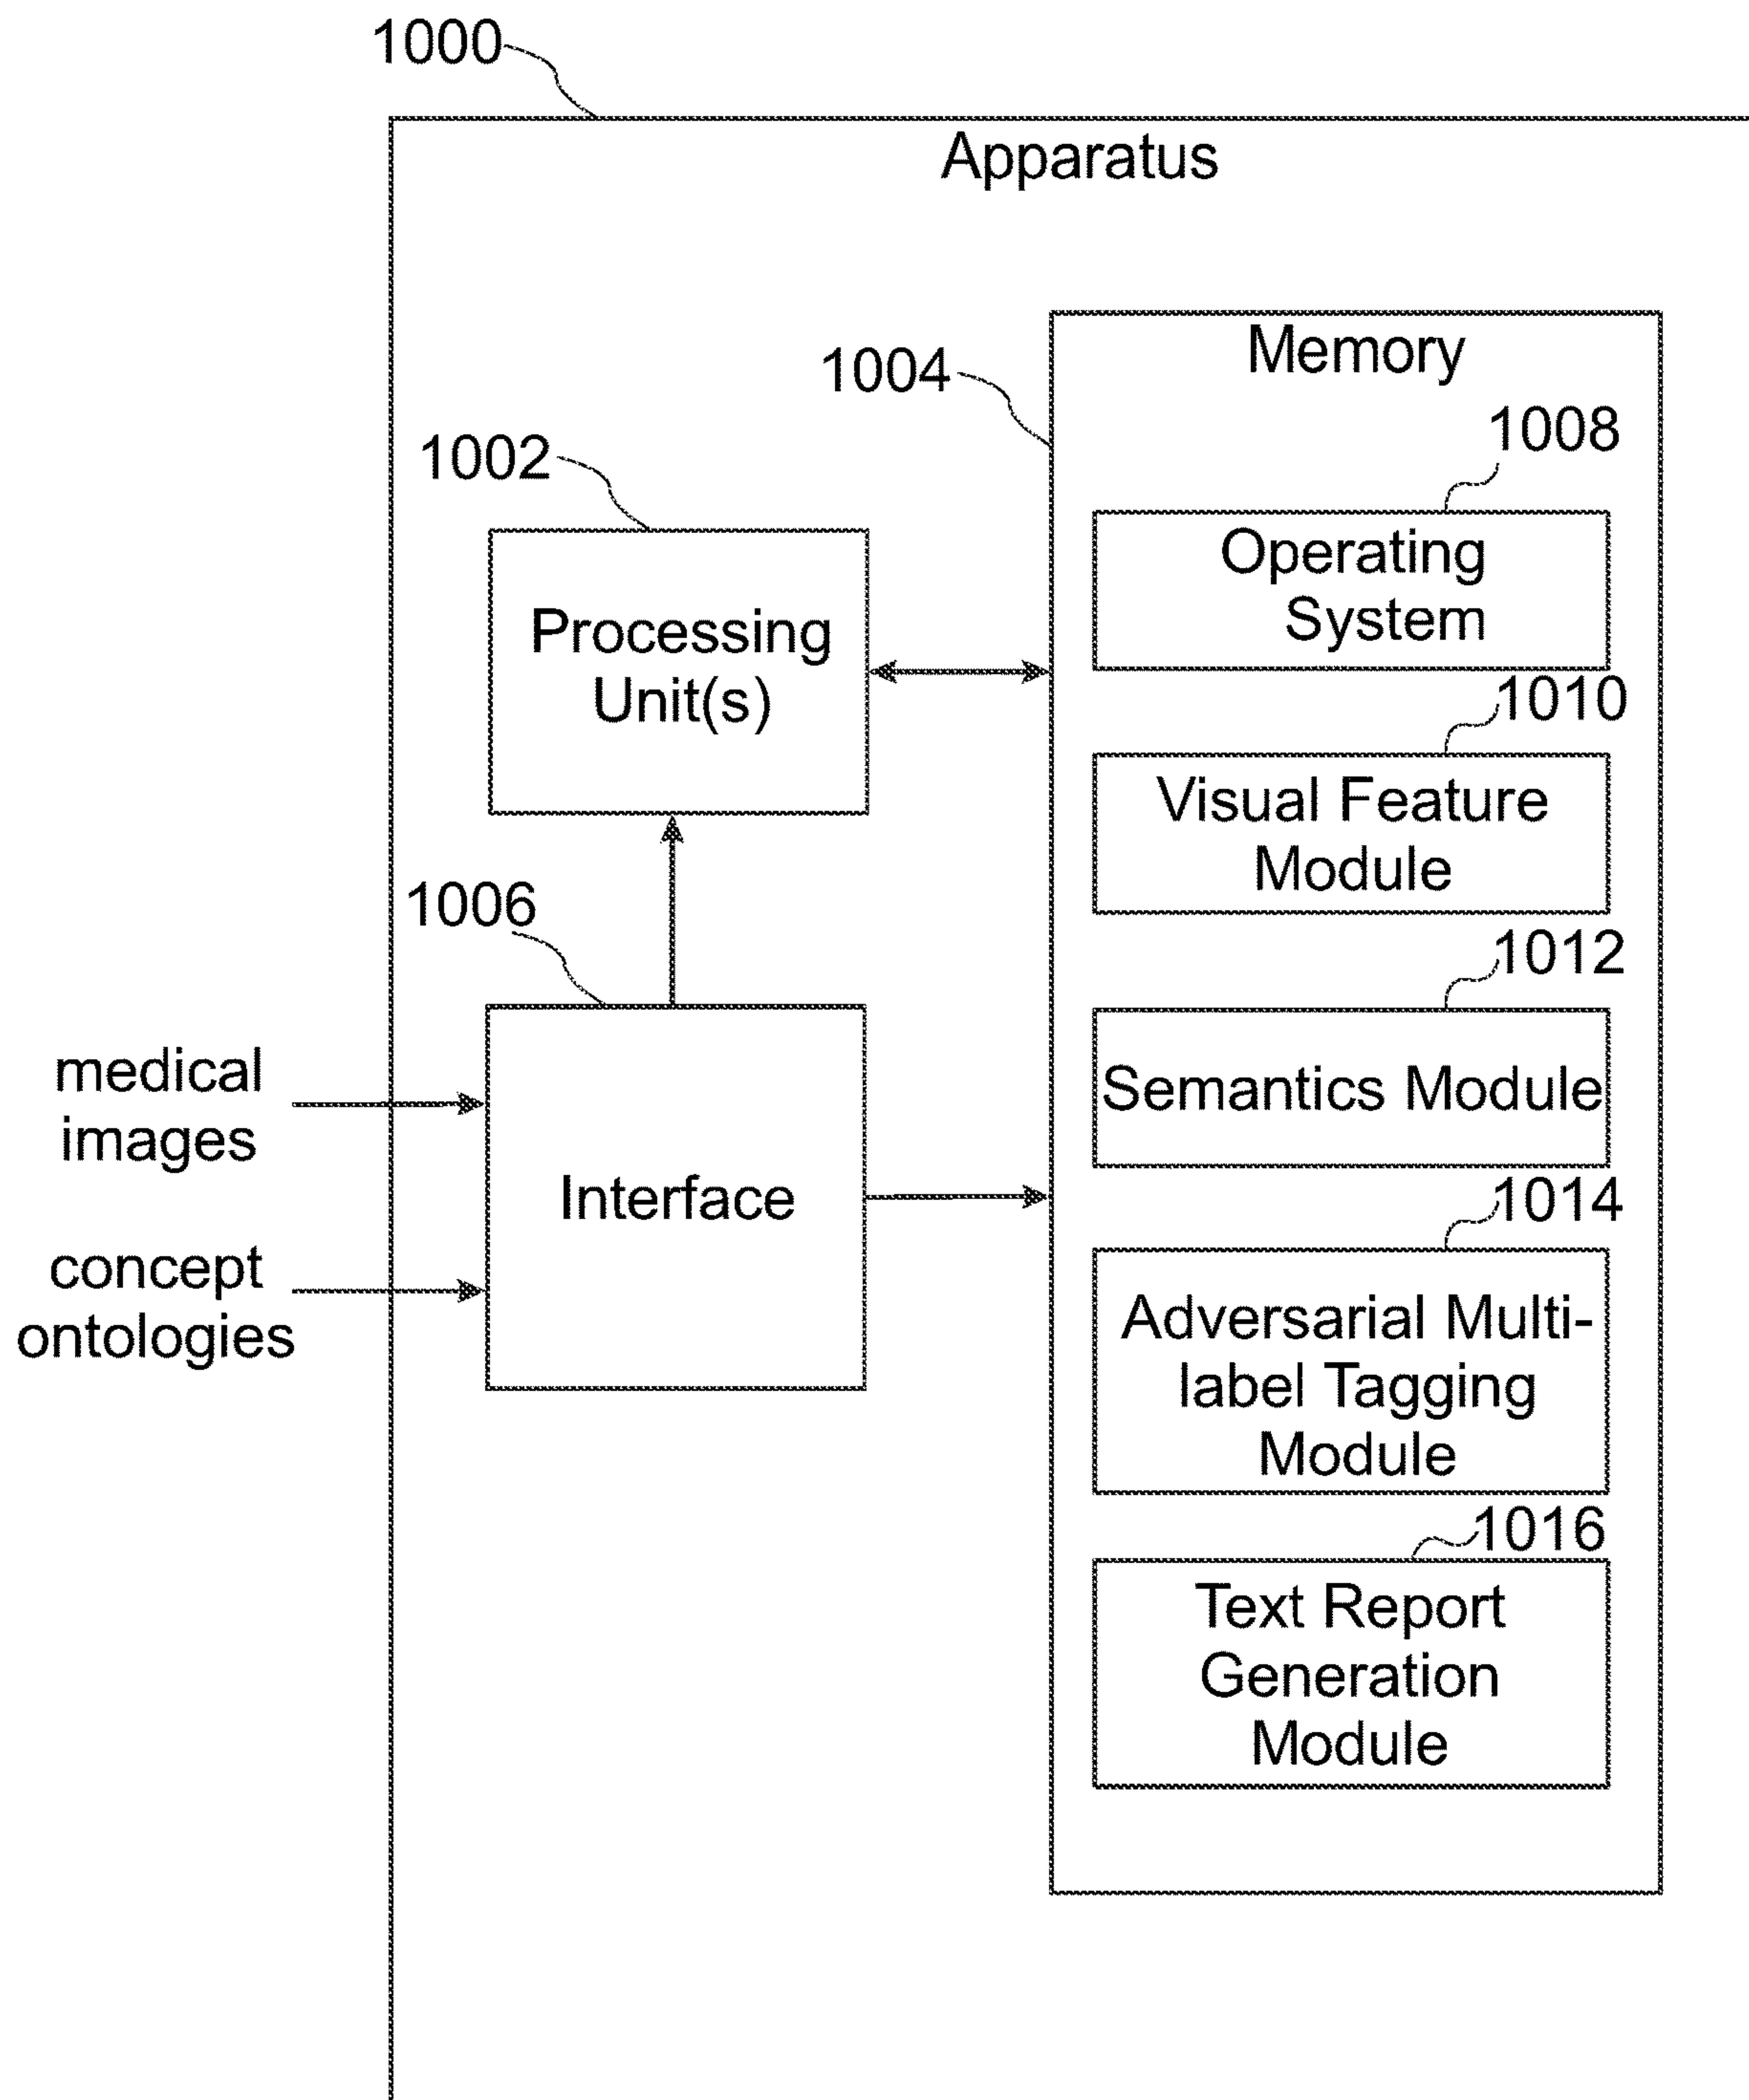 1000
Apparatus
1004
Memory
1002
1008
Operating
System
Processing
Unit(s)
1010
Visual Feature
Module
1006
1012
medical
images
Semantics Module
Interface
1014
concept
ontologies
Adversarial Multi-
label Tagging
Module
1016
Text Report
Generation
Module